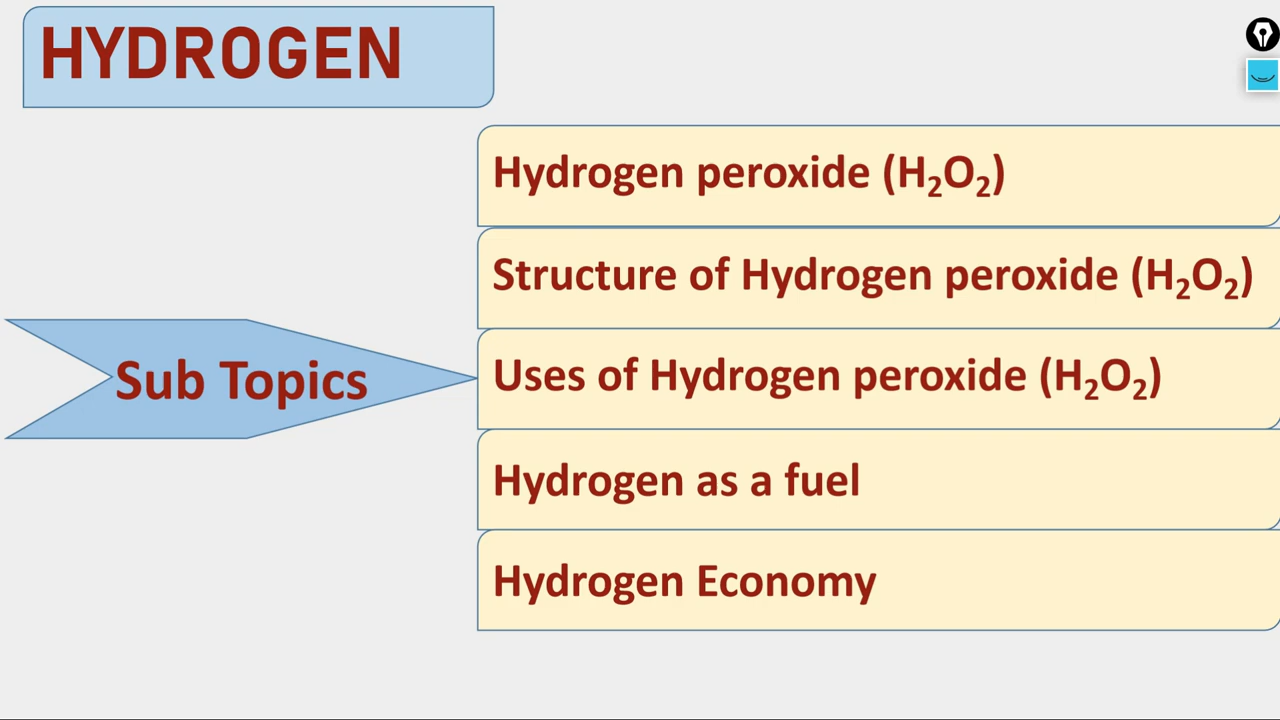 HYDROGEN
Hydrogen peroxide (H₂O₂)
Structure of Hydrogen peroxide (H₂O₂)
Sub Topics
Uses of Hydrogen peroxide (H₂O₂)
Hydrogen as a fuel
Hydrogen Economy